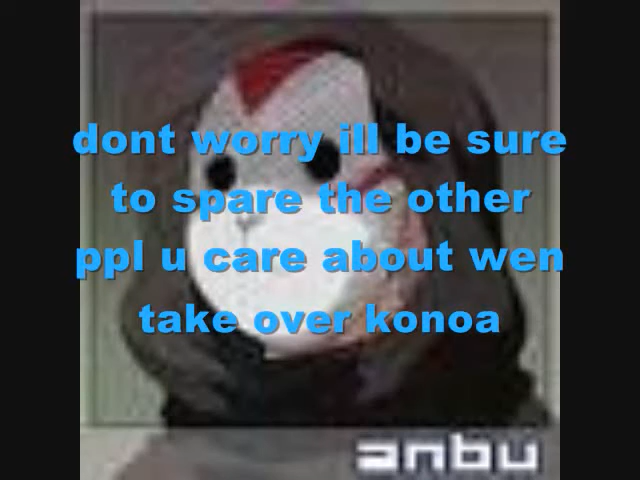 dont worry ill be sure
to spare the other
ppl u care about wen
take over konoa
anbu